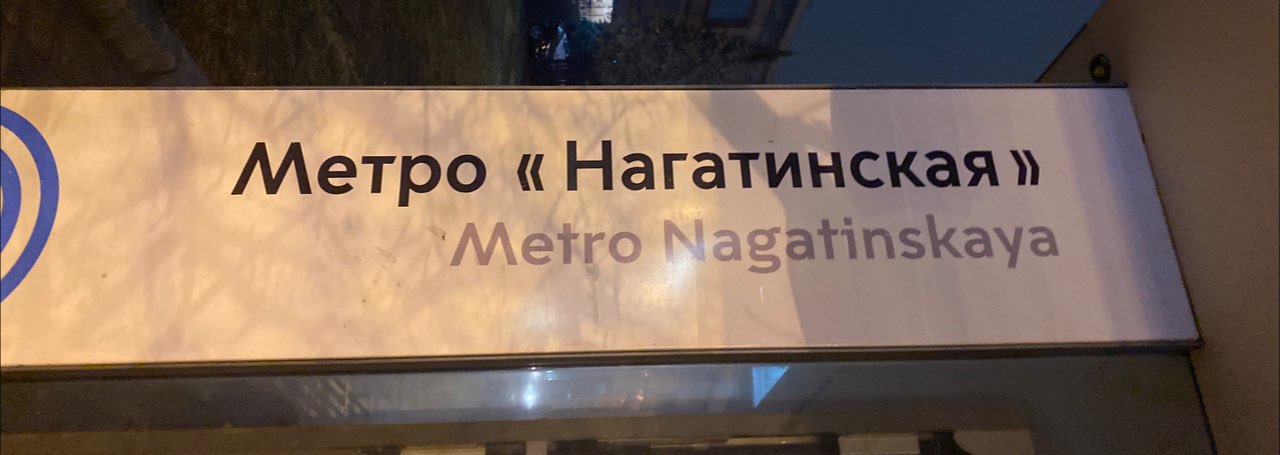 Метро « Нагатинская »
Metro Nagatinskaya